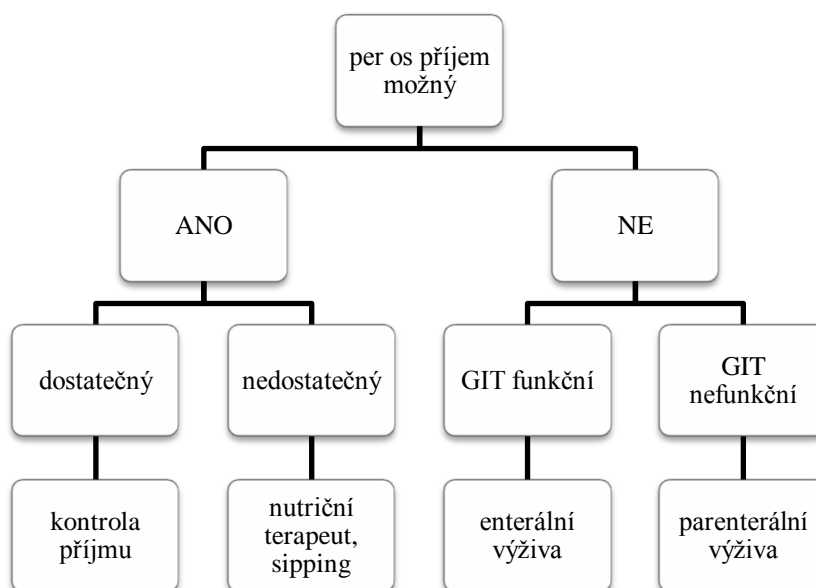 per os příjem
možný
ANO
NE
dostatečný
nedostatečný
GIT funkční
GIT
nefunkční
kontrola
příjmu
nutriční
terapeut,
sipping
enterální
výživa
parenterální
výživa